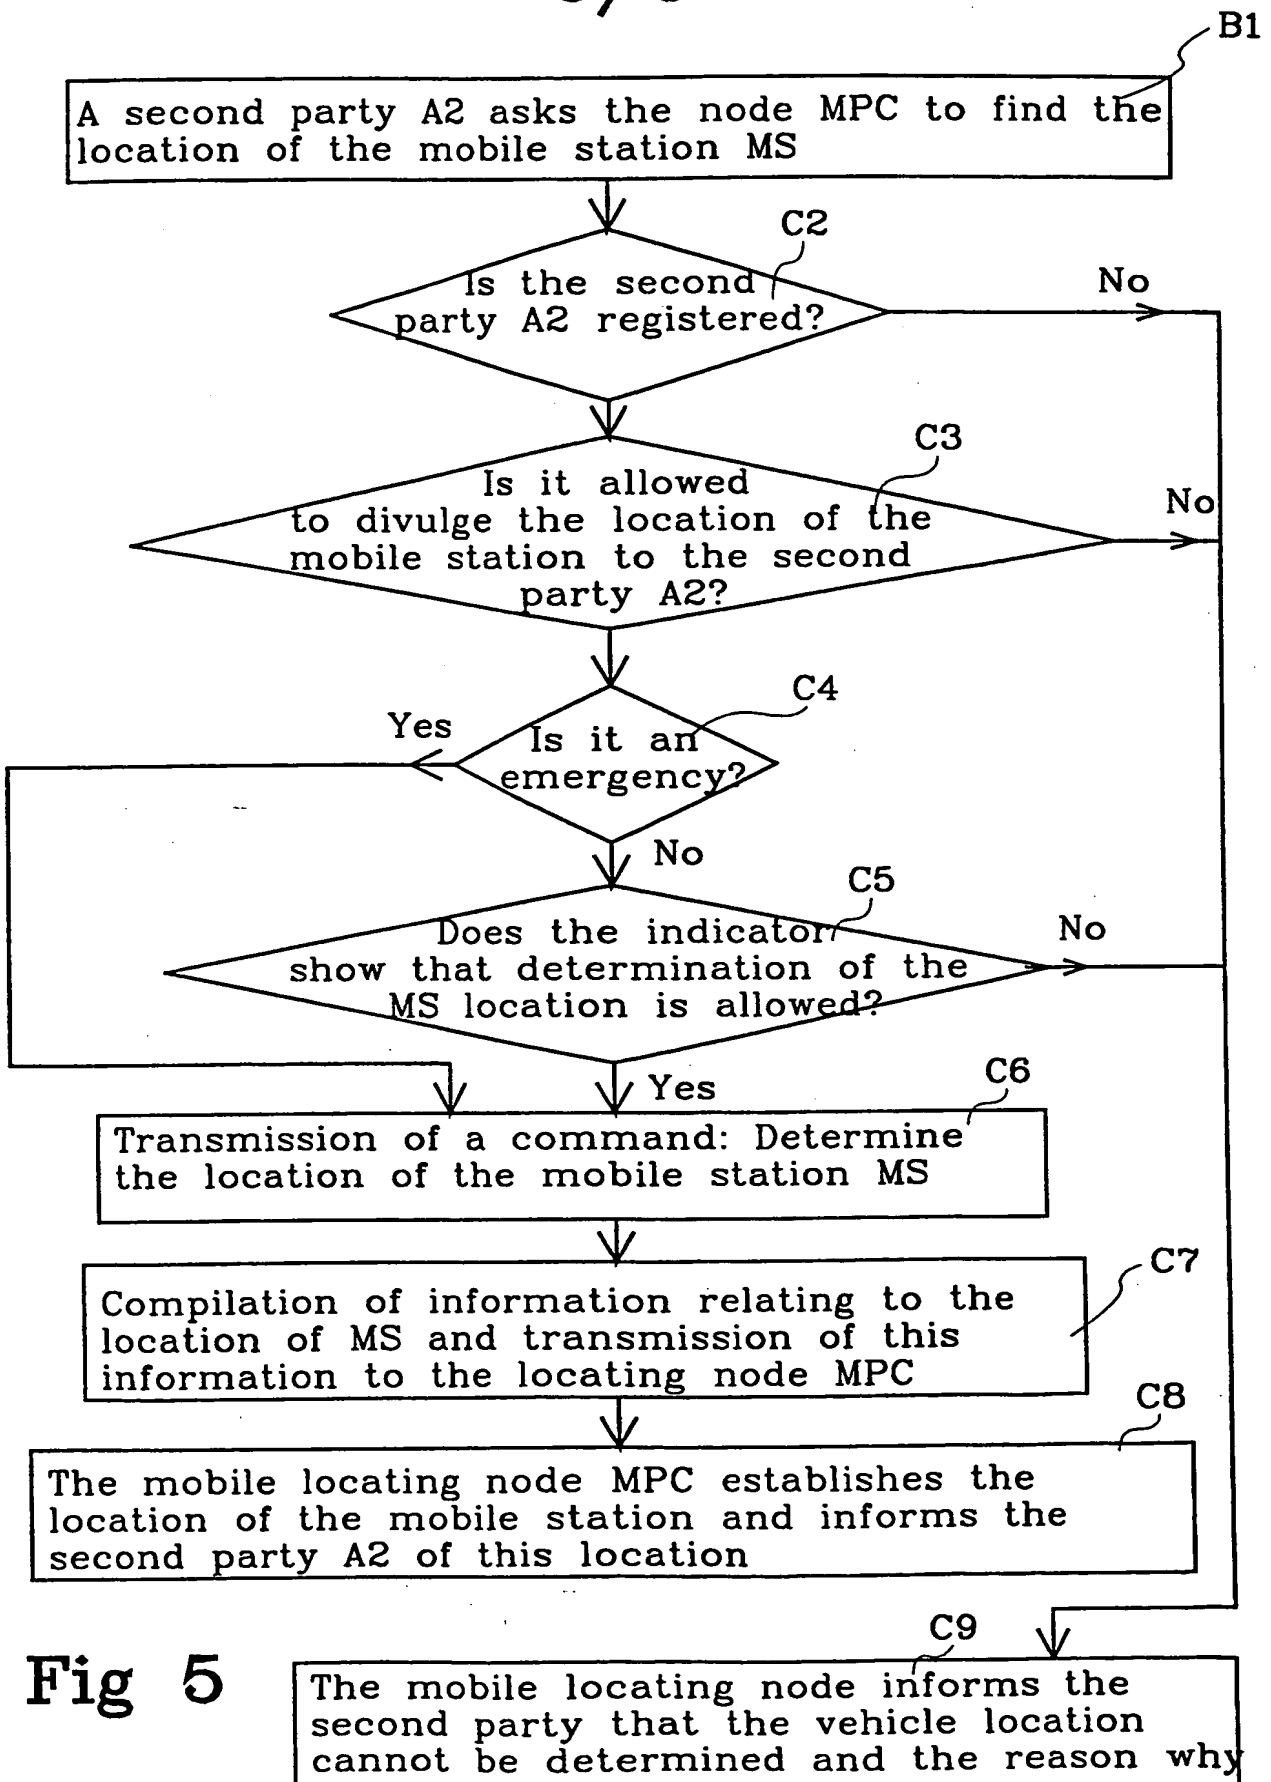 B1
A second party A2 asks the node MPC to find the
location of the mobile station MS
C2
Is the second
party A2 registered?
No
C3
Is it allowed
to divulge the location of the
mobile station to the second
party A2?
No
C4
Yes
Is it an
emergency?
No
C5
Does the indicator
show that determination of the
MS location is allowed?
No
Yes
C6
Transmission of a command: Determine
the location of the mobile station MS
C7
Compilation of information relating to the
location of MS and transmission of this
information to the locating node MPC
C8
The mobile locating node MPC establishes the
location of the mobile station and informs the
second party A2 of this location
C9
Fig 5
The mobile locating node informs the
second party that the vehicle location
cannot be determined and the reason why